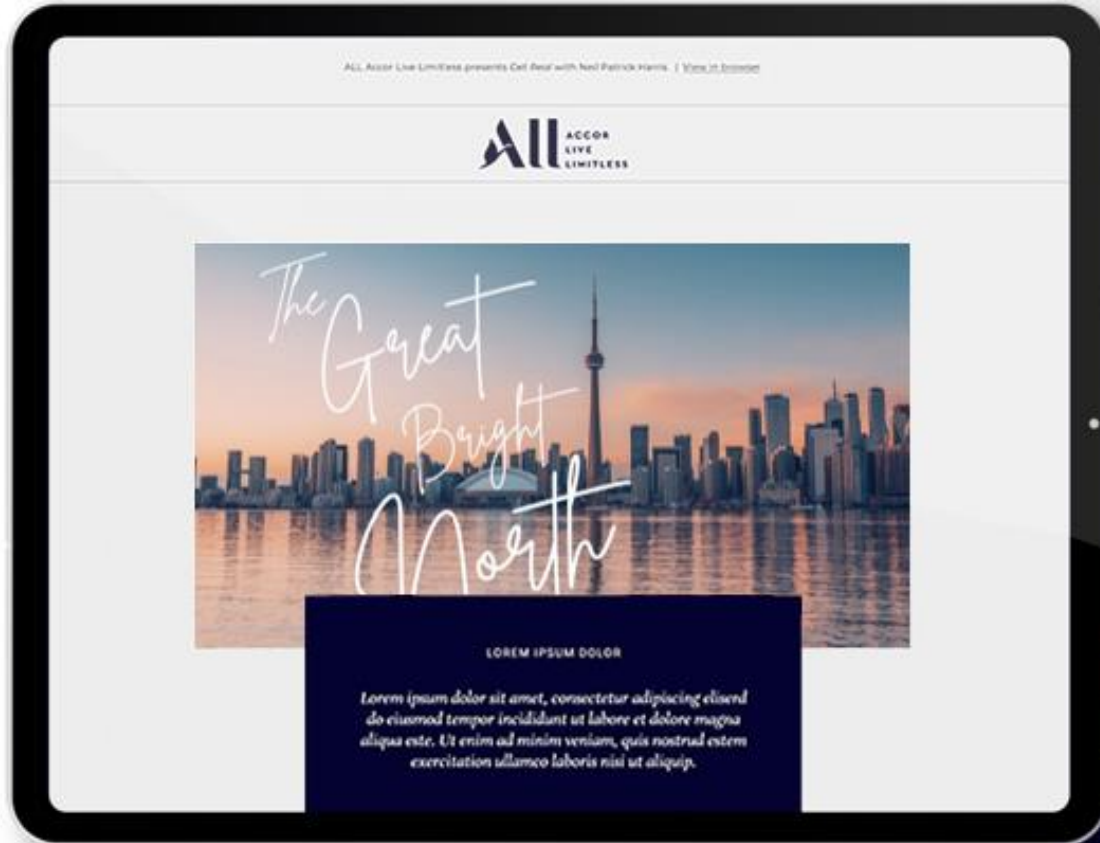 ALL Accor Live Limitless presents Get Real with Neil Patrick Harris. | View in browser
All ACCOR
LIVE
LIMITLESS
The
Great
Bright
North
LOREM IPSUM DOLOR
Lorem ipsum dolor sit amet, consectetur adipiscing eliserd
do eiusmod tempor incididunt ut labore et dolore magna
aliqua este. Ut enim ad minim veniam, quis nostrud estem
exercitation ullamco laboris nisi ut aliquip.